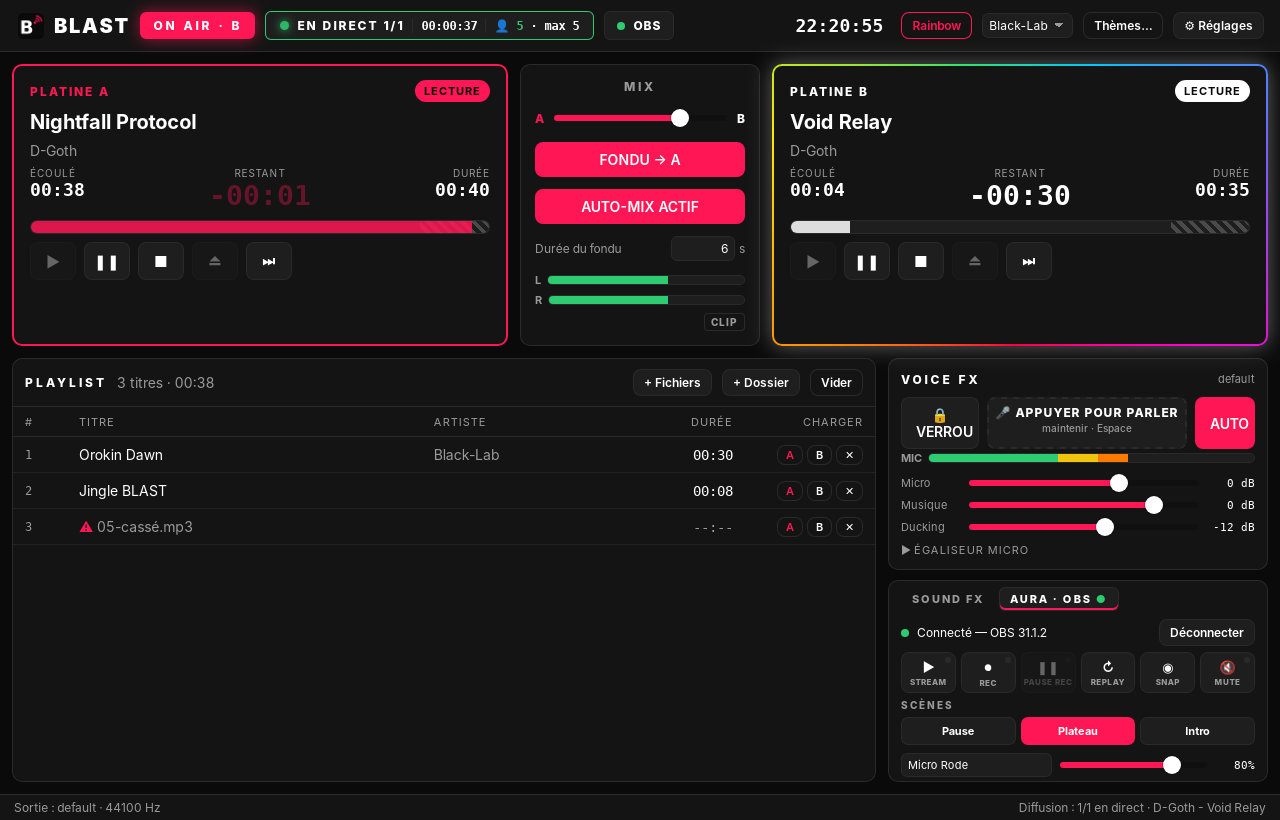 BLAST
ON AIR · B
EN DIRECT 1/1 00:00:37 5 · max 5
OBS
22:20:55
Rainbow
Black-Lab
Thèmes...
Réglages
PLATINE A
LECTURE
Nightfall Protocol
D-Goth
ÉCOULÉ RESTANT DURÉE
00:38 -00:01 00:40
MIX
A B
FONDU → A
AUTO-MIX ACTIF
Durée du fondu 6 s
L
R
CLIP
PLATINE B
LECTURE
Void Relay
D-Goth
ÉCOULÉ RESTANT DURÉE
00:04 -00:30 00:35
PLAYLIST 3 titres · 00:38
+ Fichiers + Dossier Vider
# TITRE ARTISTE DURÉE CHARGER
1 Orokin Dawn Black-Lab 00:30 A B ✕
2 Jingle BLAST 00:08 A B ✕
3 05-cassé.mp3 --:-- A B ✕
VOICE FX default
VERROU
APPUYER POUR PARLER
maintenir · Espace
AUTO
MIC
Micro 0 dB
Musique 0 dB
Ducking -12 dB
ÉGALISEUR MICRO
SOUND FX AURA · OBS
Connecté — OBS 31.1.2 Déconnecter
STREAM REC PAUSE REC REPLAY SNAP MUTE
SCÈNES
Pause Plateau Intro
Micro Rode 80%
Sortie : default · 44100 Hz
Diffusion : 1/1 en direct · D-Goth - Void Relay